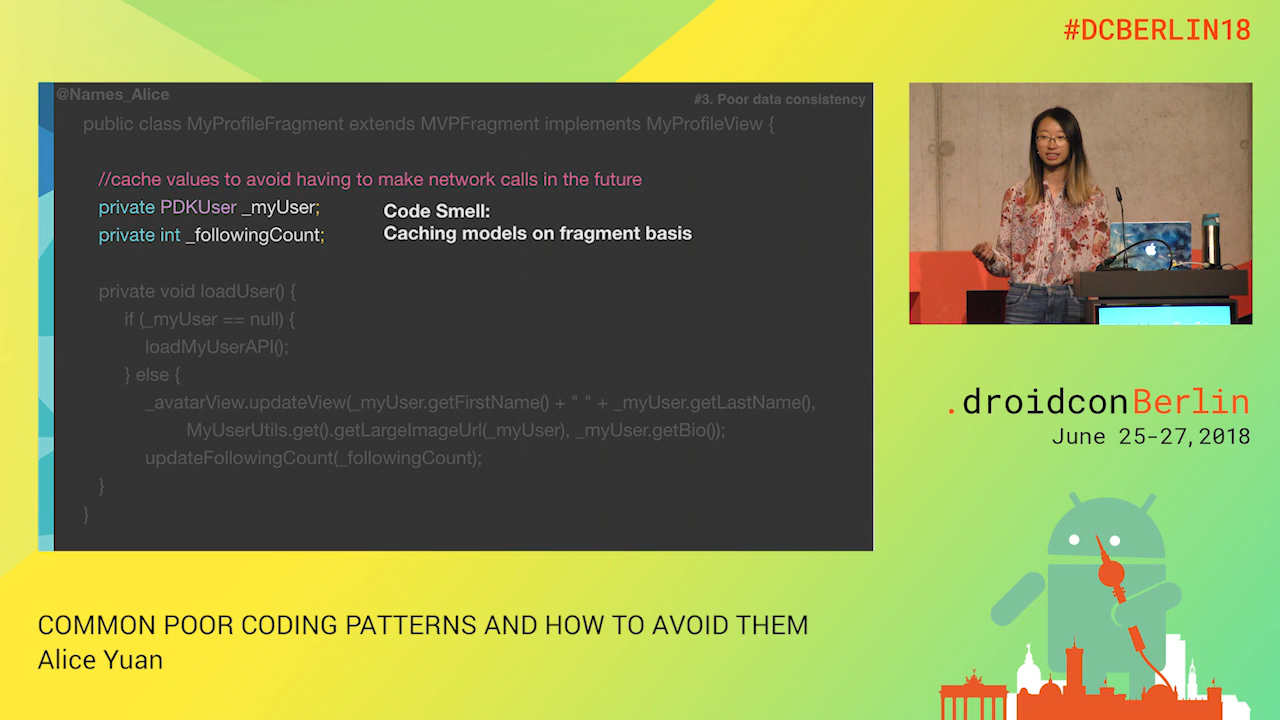 #DCBERLIN18
@Names_Alice
#3. Poor data consistency
public class MyProfileFragment extends MVPFragment implements MyProfileView {
//cache values to avoid having to make network calls in the future
private PDKUser _myUser;
private int _followingCount;
Code Smell:
Caching models on fragment basis
private void loadUser() {
if (_myUser == null) {
loadMyUserAPI();
} else {
_avatarView.updateView(_myUser.getFirstName() + " " + _myUser.getLastName(),
MyUserUtils.get().getLargeImageUrl(_myUser), _myUser.getBio());
updateFollowingCount(_followingCount);
}
}
.droidconBerlin
June 25-27,2018
COMMON POOR CODING PATTERNS AND HOW TO AVOID THEM
Alice Yuan